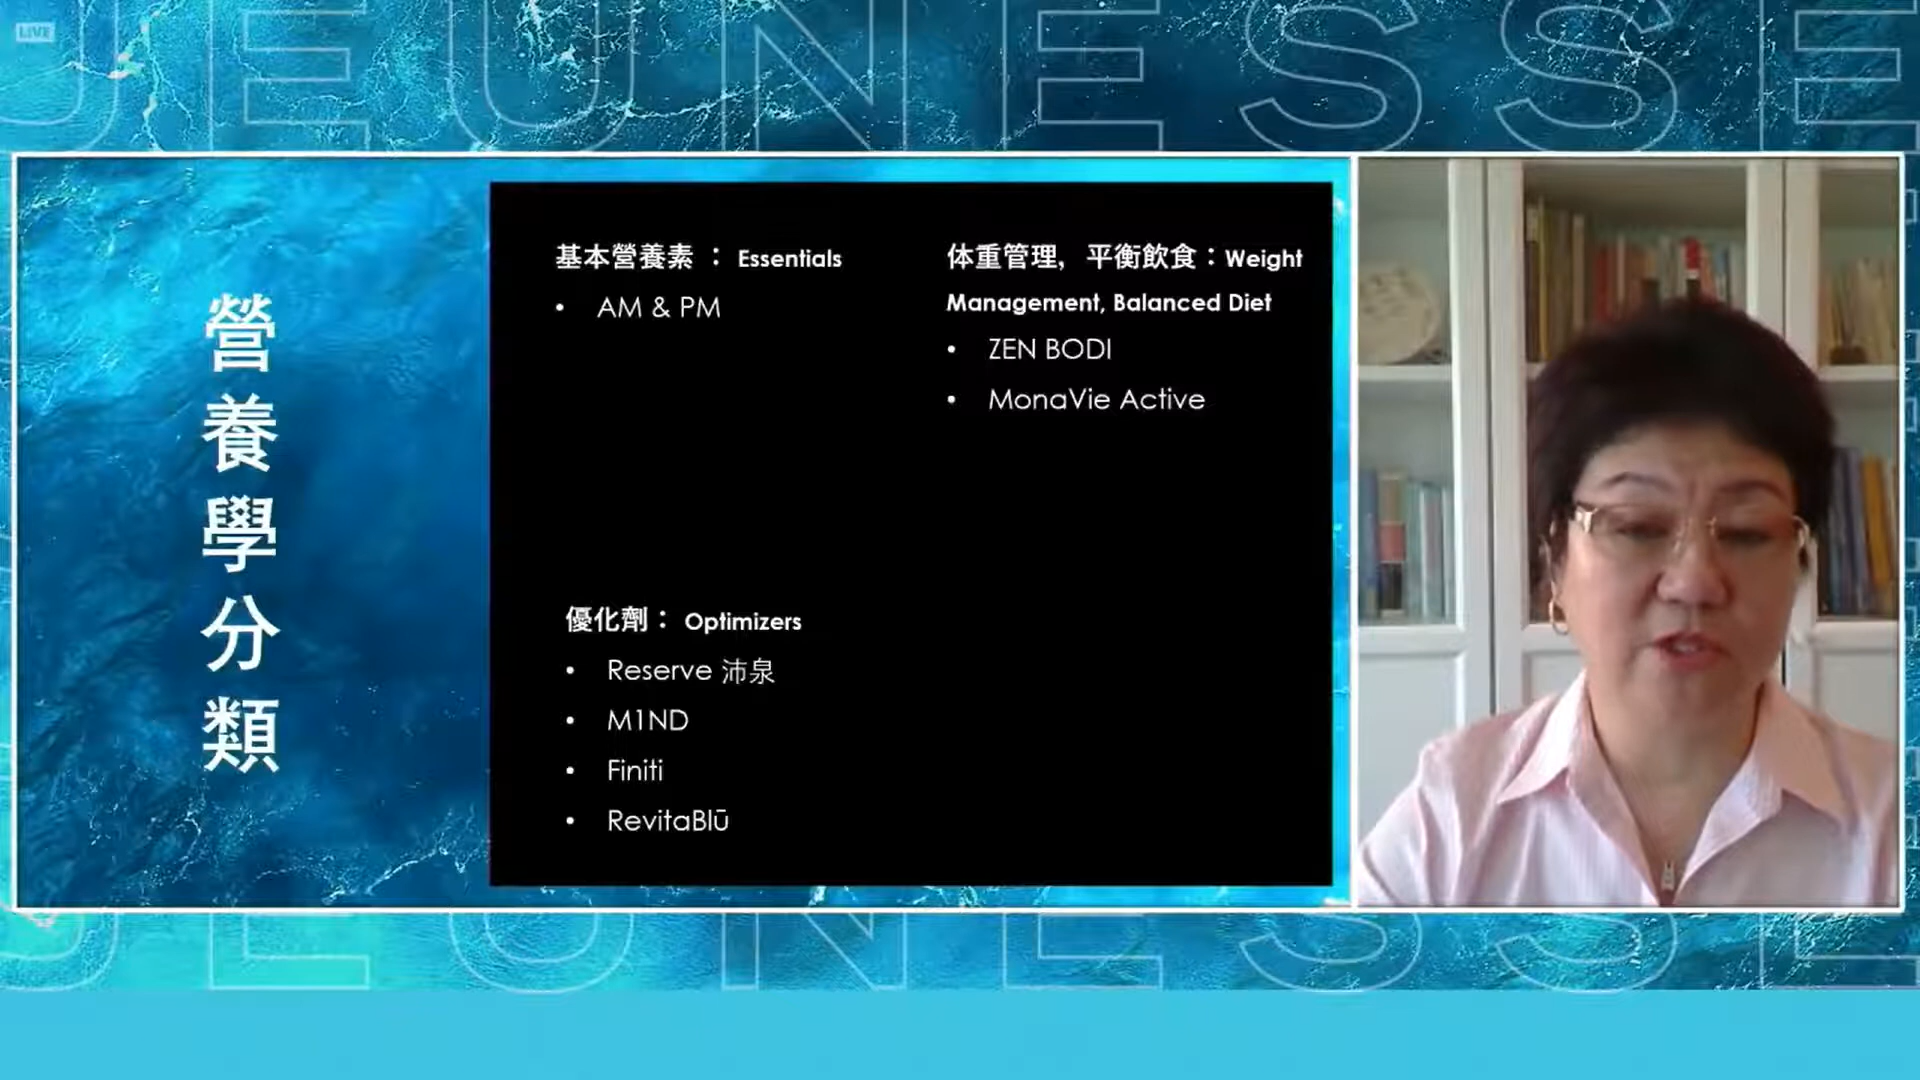 LIVE
JEUNESSE
營養學分類
基本營養素 ： Essentials
• AM & PM
体重管理，平衡飲食：Weight
Management, Balanced Diet
• ZEN BODI
• MonaVie Active
優化劑： Optimizers
• Reserve 沛泉
• M1ND
• Finiti
• RevitaBlū
JEUNESSE